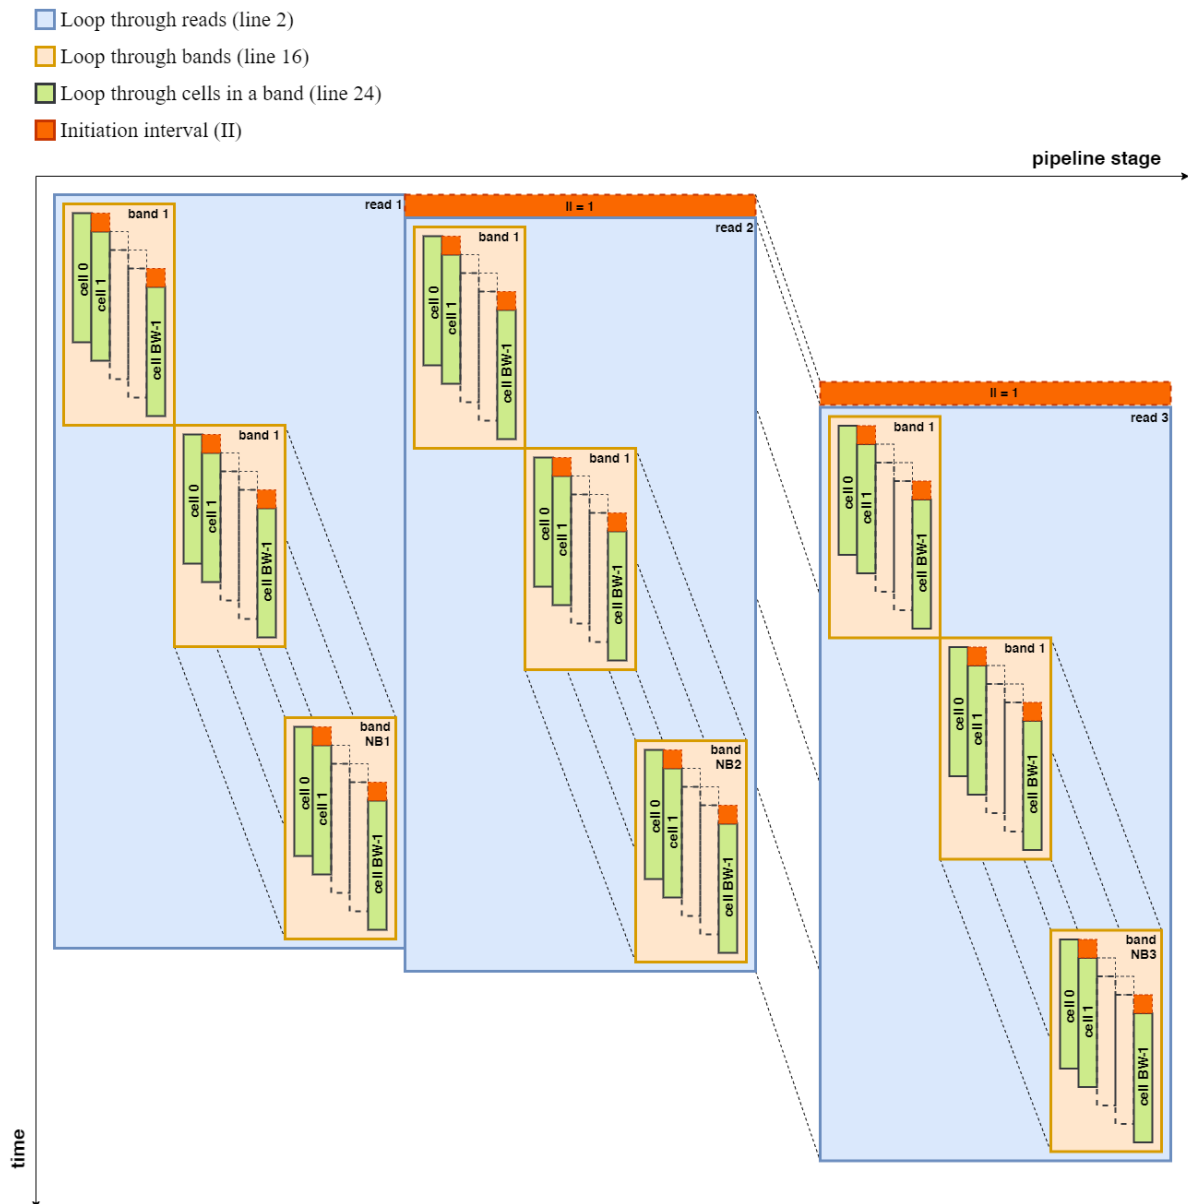 Loop through reads (line 2)
Loop through bands (line 16)
Loop through cells in a band (line 24)
Initiation interval (II)
pipeline stage
time
read 1
band 1
cell 0
cell 1
cell BW-1
band 1
cell 0
cell 1
cell BW-1
band
NB1
cell 0
cell 1
cell BW-1
II = 1
read 2
band 1
cell 0
cell 1
cell BW-1
band 1
cell 0
cell 1
cell BW-1
band
NB2
cell 0
cell 1
cell BW-1
II = 1
read 3
band 1
cell 0
cell 1
cell BW-1
band 1
cell 0
cell 1
cell BW-1
band
NB3
cell 0
cell 1
cell BW-1